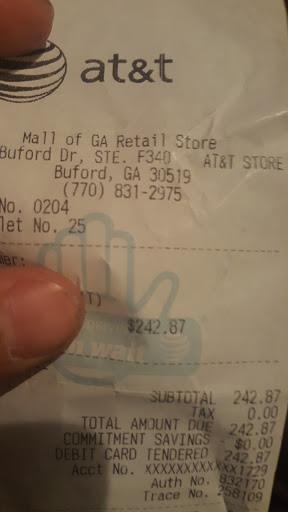 at&t
Mall of GA Retail Store
Buford Dr, STE. F340 AT&T STORE
Buford, GA 30519
(770) 831-2975
No. 0204
let No. 25
mer:
T)
$242.87
SUBTOTAL 242.87
TAX 0.00
TOTAL AMOUNT DUE 242.87
COMMITMENT SAVINGS - $0.00
DEBIT CARD TENDERED 242.87
Acct No. XXXXXXXXXXXX1729
Auth No. 832170
Trace No. 258109